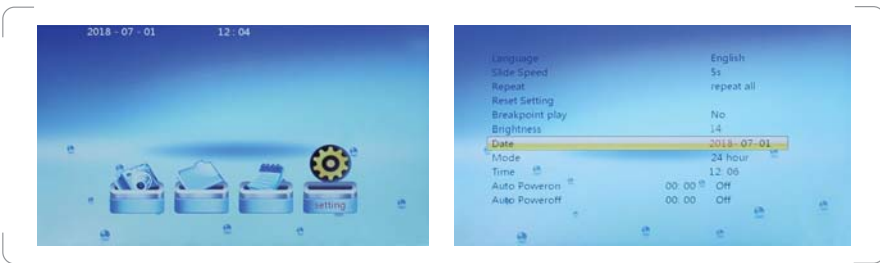 2018 - 07 - 01 12 : 04
setting
Language English
Slide Speed 5s
Repeat repeat all
Reset Setting
Breakpoint play No
Brightness 14
Date 2018 - 07 - 01
Mode 24 hour
Time 12: 06
Auto Poweron 00: 00 Off
Auto Poweroff 00: 00 Off